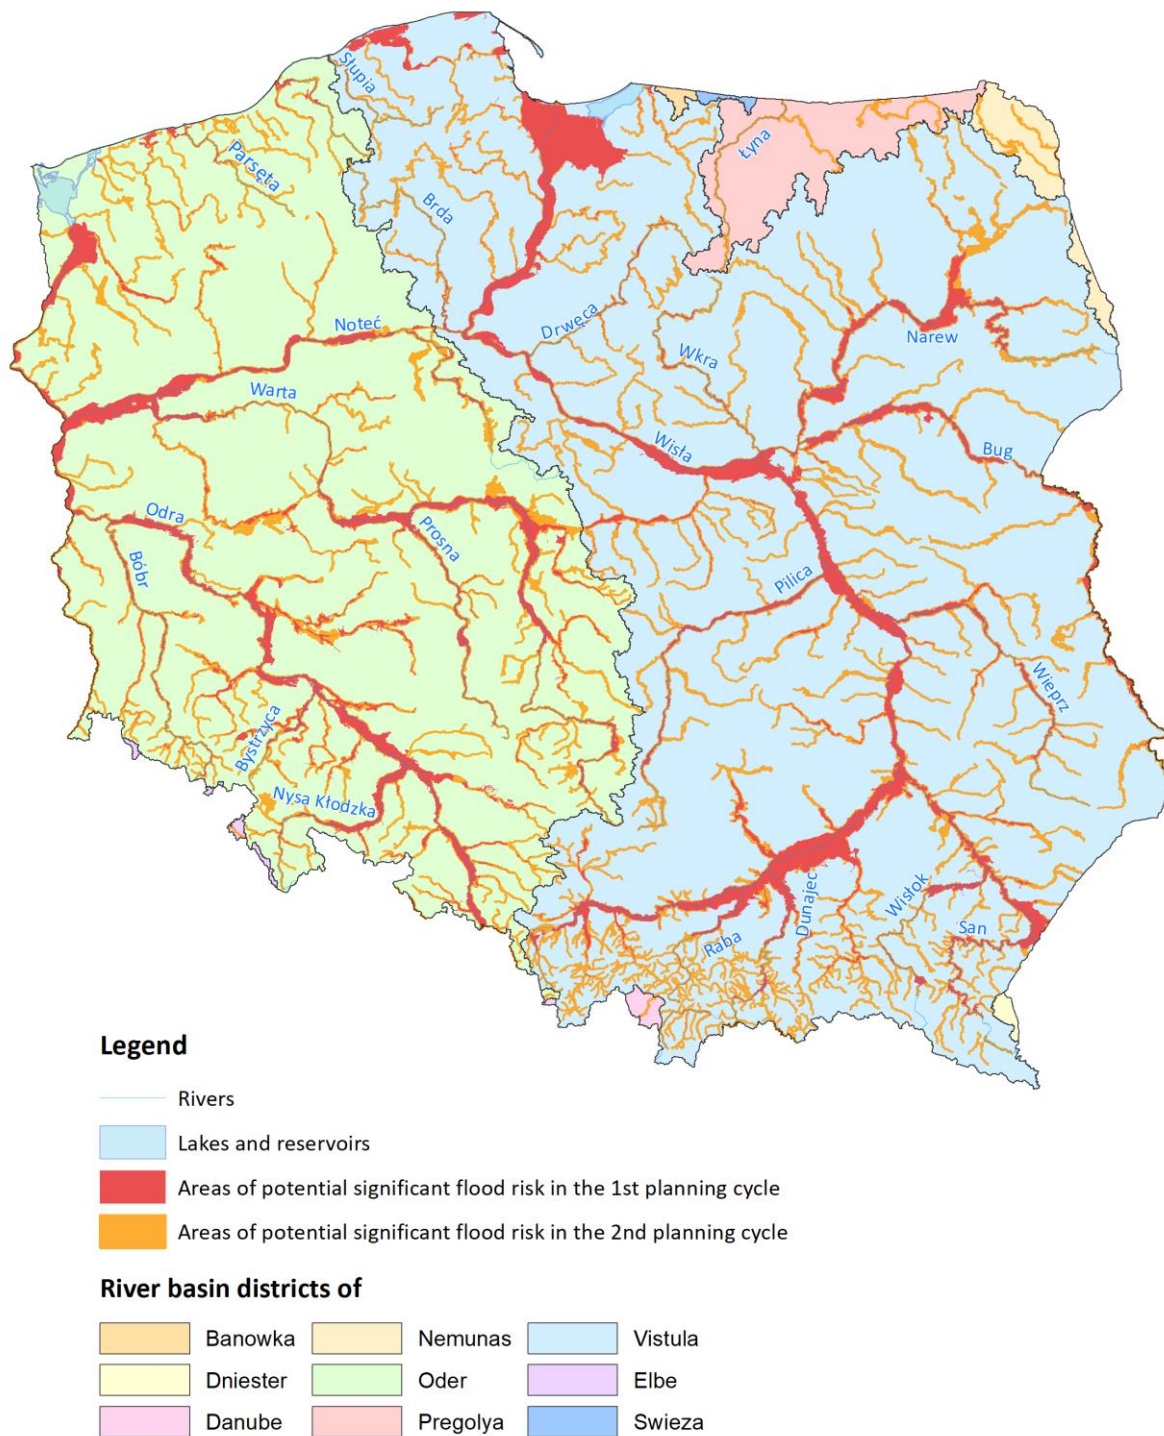 Słupia
Parsęta
Łyna
Brda
Noteć
Drwęca
Narew
Wkra
Warta
Wisła
Bug
Odra
Prosna
Bóbr
Pilica
Wieprz
Bystrzyca
Nysa Kłodzka
Dunajec
Wisłok
San
Raba
Legend
Rivers
Lakes and reservoirs
Areas of potential significant flood risk in the 1st planning cycle
Areas of potential significant flood risk in the 2nd planning cycle
River basin districts of
Banowka Nemunas Vistula
Dniester Oder Elbe
Danube Pregolya Swieza